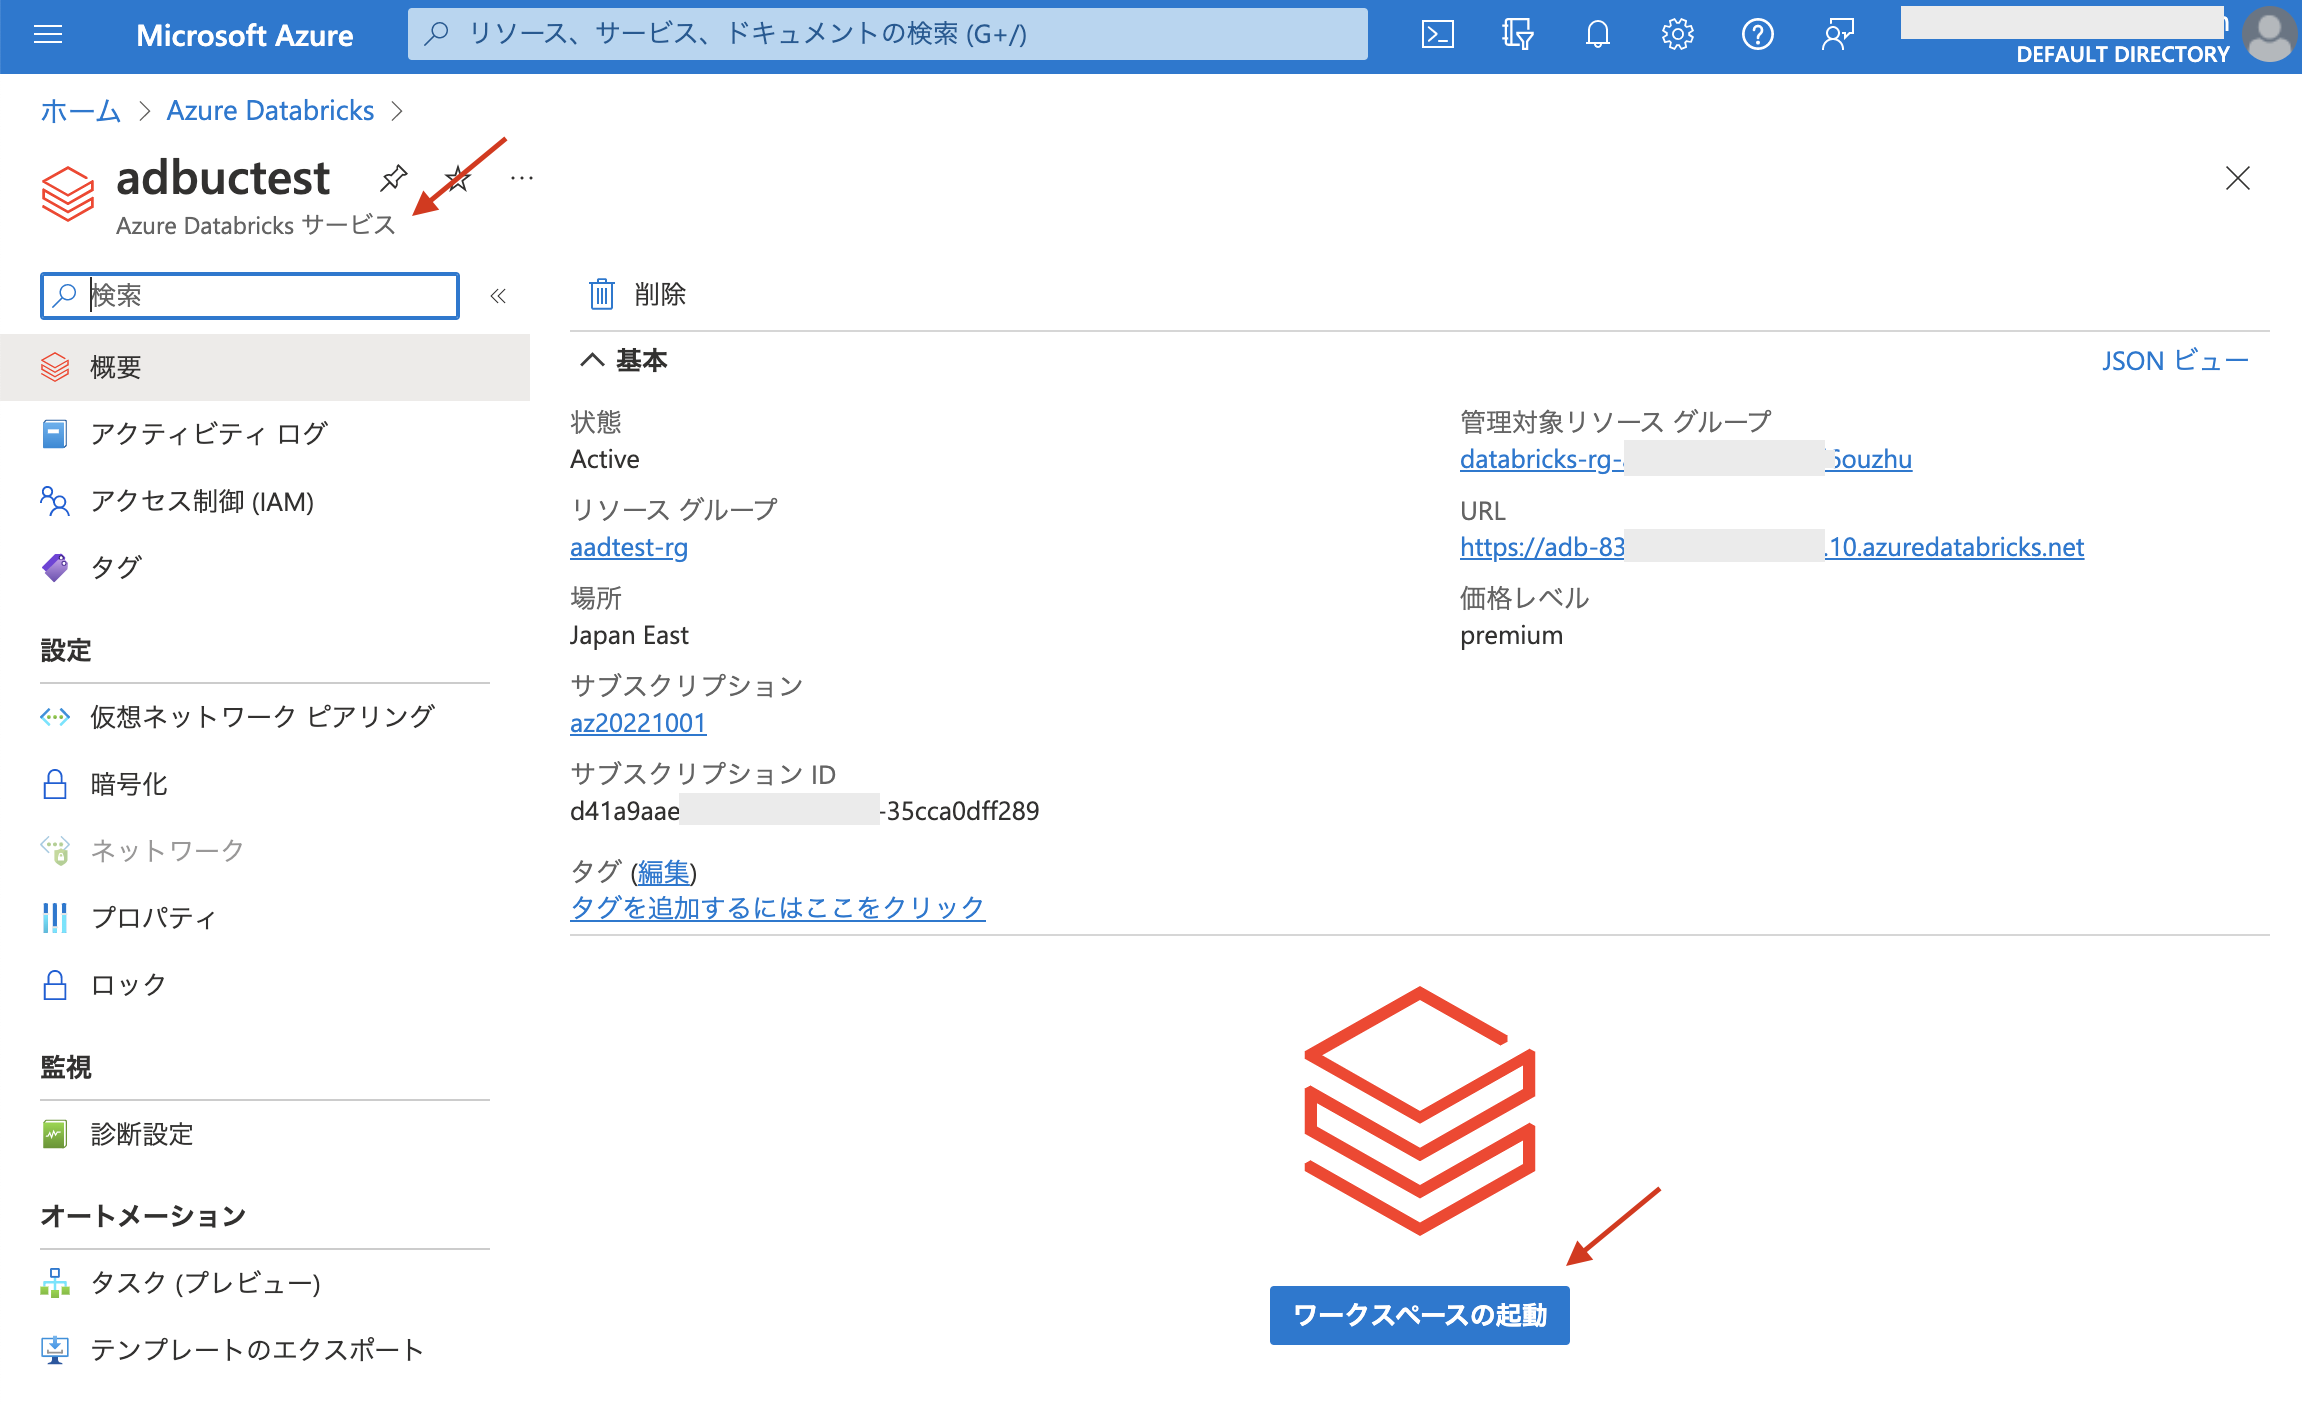 Microsoft Azure
リソース、サービス、ドキュメントの検索 (G+/)
DEFAULT DIRECTORY
ホーム > Azure Databricks >
adbuctest
Azure Databricks サービス
検索
概要
アクティビティ ログ
アクセス制御 (IAM)
タグ
設定
仮想ネットワーク ピアリング
暗号化
ネットワーク
プロパティ
ロック
監視
診断設定
オートメーション
タスク (プレビュー)
テンプレートのエクスポート
削除
基本
JSON ビュー
状態
Active
リソース グループ
aadtest-rg
場所
Japan East
サブスクリプション
az20221001
サブスクリプション ID
d41a9aae -35cca0dff289
タグ (編集)
タグを追加するにはここをクリック
管理対象リソース グループ
databricks-rg- 6ouzhu
URL
https://adb-83 .10.azuredatabricks.net
価格レベル
premium
ワークスペースの起動